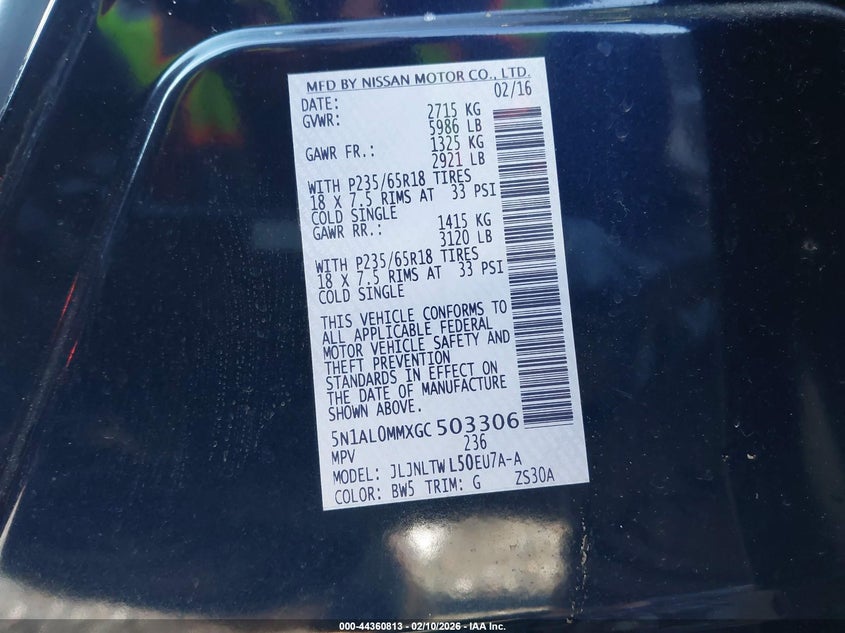 MFD BY NISSAN MOTOR CO., LTD.
DATE: 02/16
GVWR: 2715 KG
5986 LB
GAWR FR.: 1325 KG
2921 LB
WITH P235/65R18 TIRES
18 X 7.5 RIMS AT 33 PSI
COLD SINGLE
GAWR RR.: 1415 KG
3120 LB
WITH P235/65R18 TIRES
18 X 7.5 RIMS AT 33 PSI
COLD SINGLE
THIS VEHICLE CONFORMS TO
ALL APPLICABLE FEDERAL
MOTOR VEHICLE SAFETY AND
THEFT PREVENTION
STANDARDS IN EFFECT ON
THE DATE OF MANUFACTURE
SHOWN ABOVE.
5N1AL0MMXGC503306
MPV 236
MODEL: JLJNLTWL50EU7A-A
COLOR: BW5 TRIM: G ZS30A
000-44360813 - 02/10/2026 - IAA Inc.